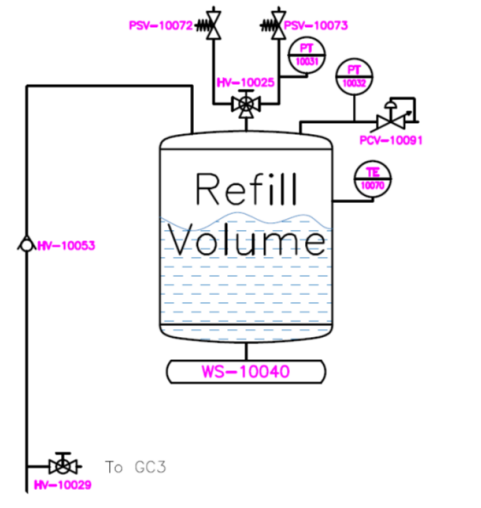 PSV-10072
PSV-10073
PT
10031
HV-10025
PT
10032
PCV-10091
TE
10070
Refill
Volume
HV-10053
WS-10040
To GC3
HV-10029